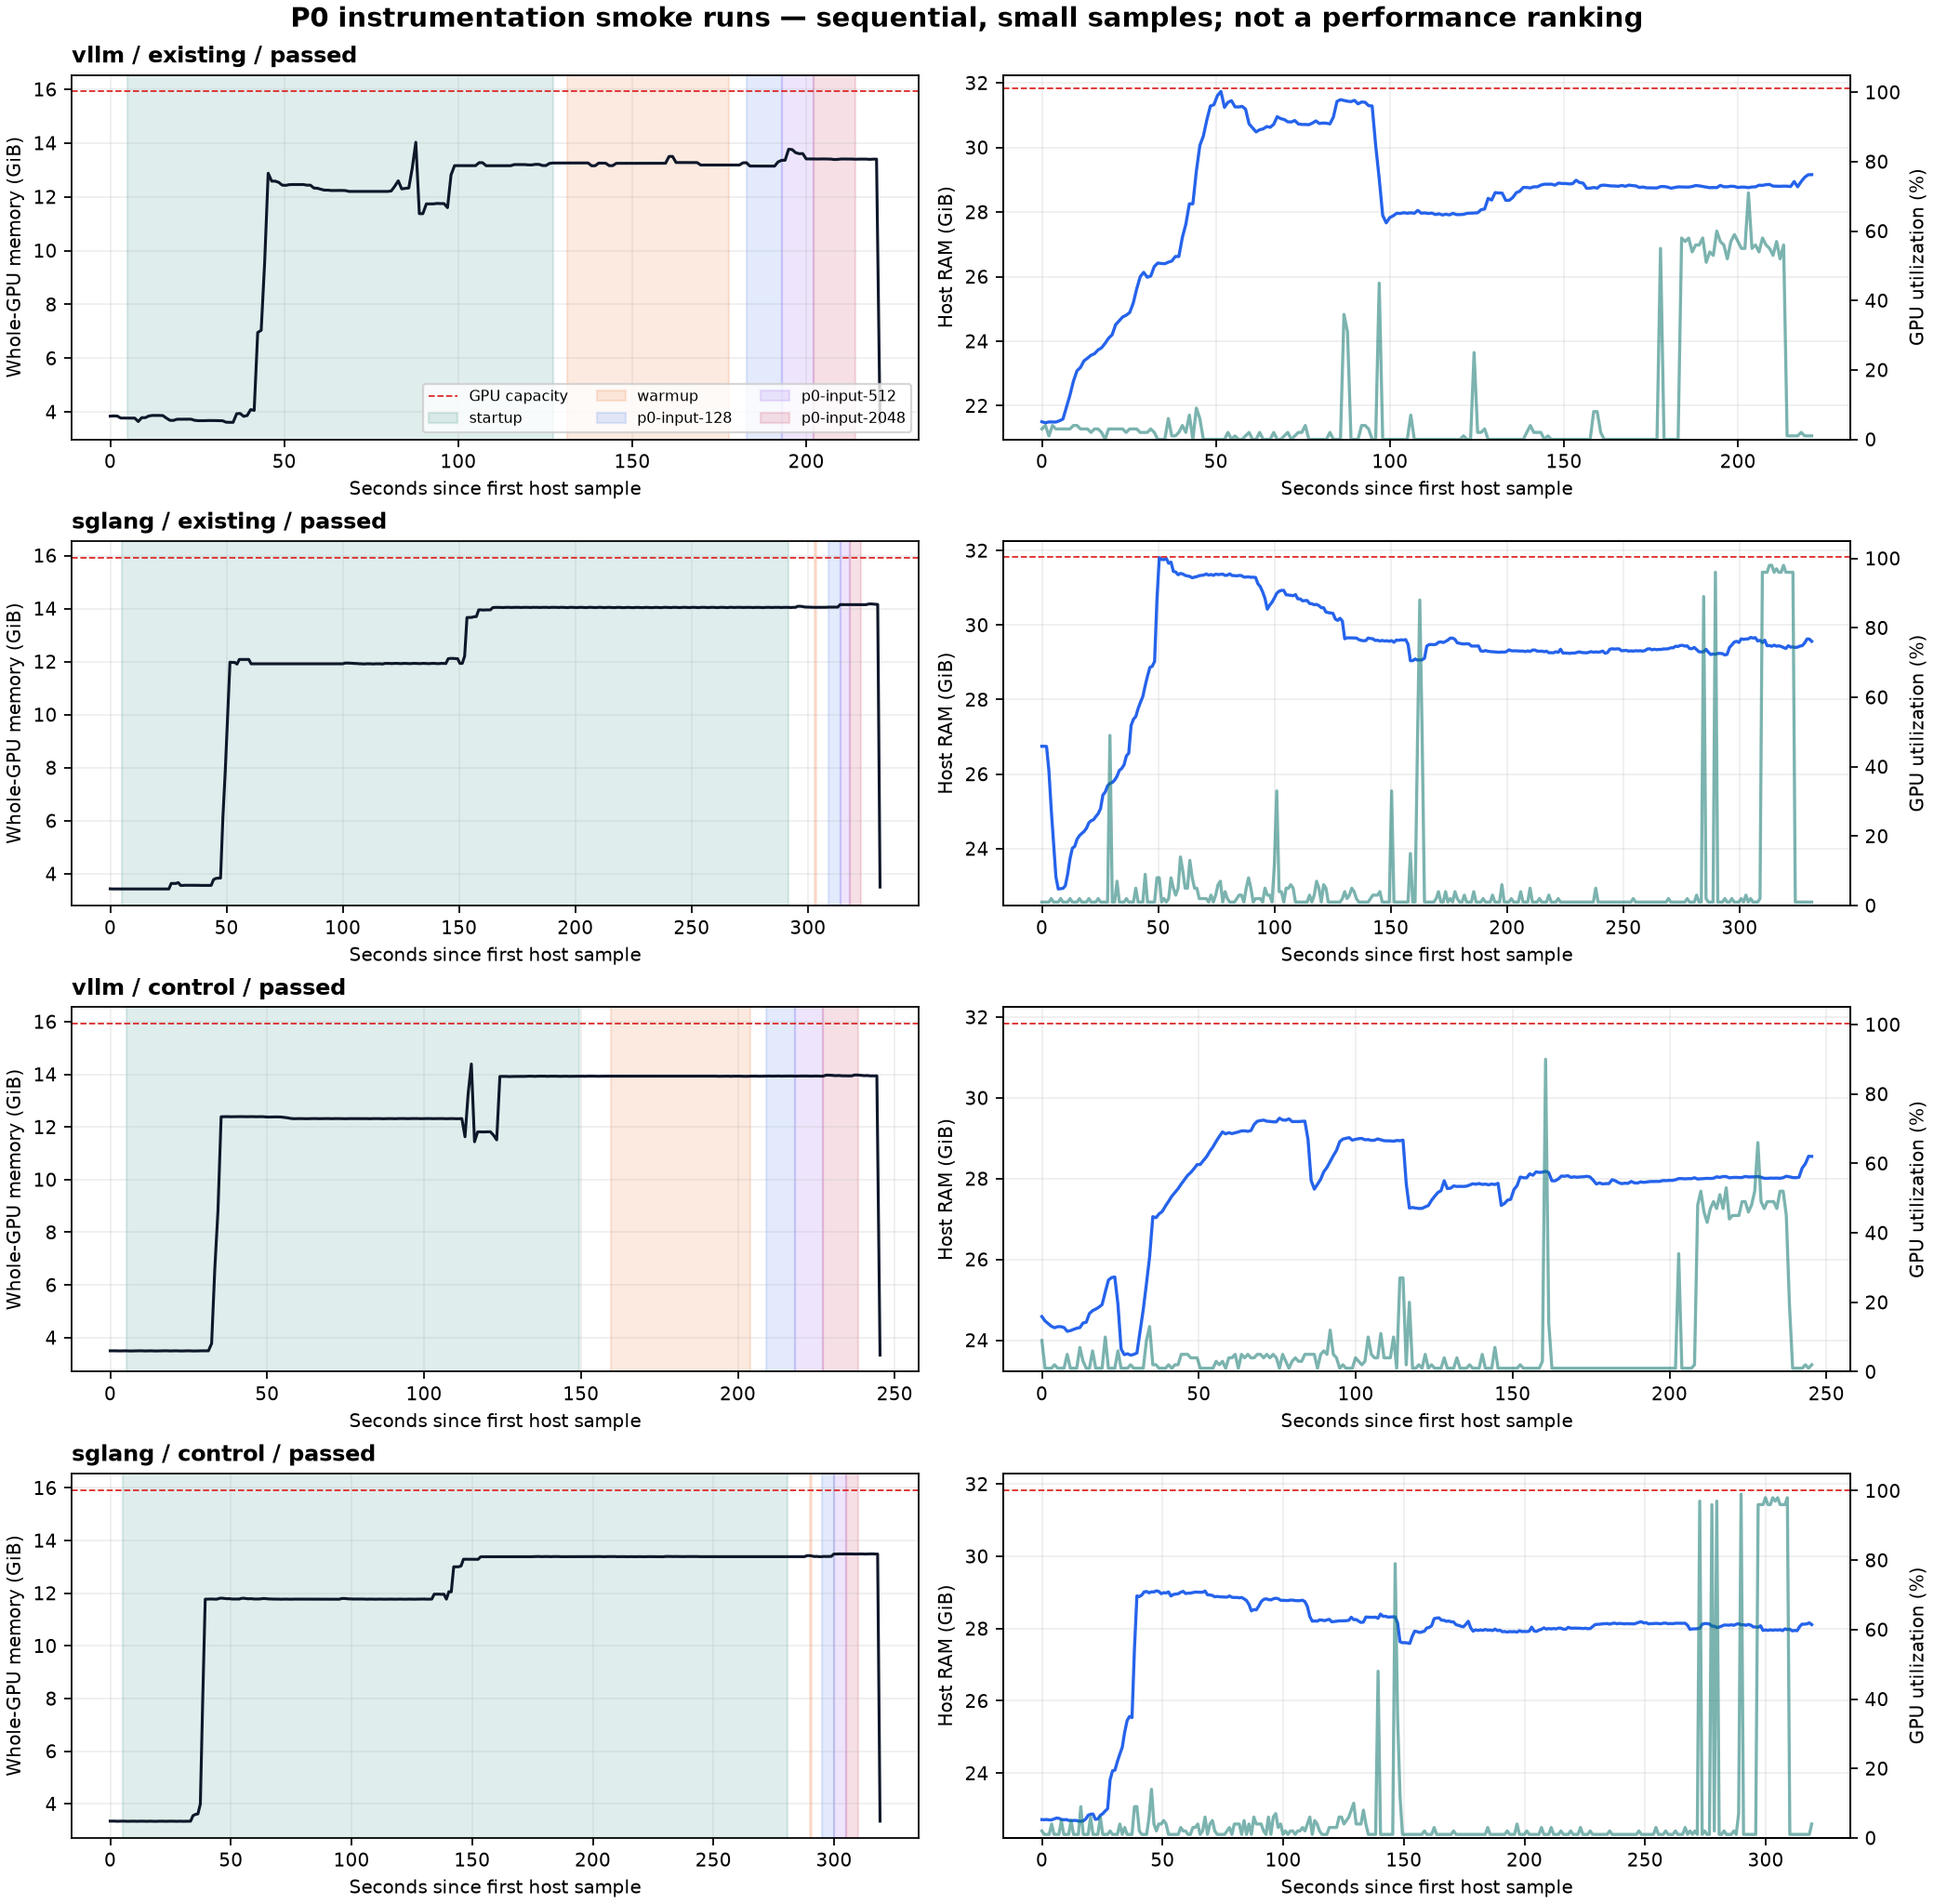 P0 instrumentation smoke runs — sequential, small samples; not a performance ranking
vllm / existing / passed
16
14
12
10
8
6
4
Whole-GPU memory (GiB)
GPU capacity
startup
warmup
p0-input-128
p0-input-512
p0-input-2048
0 50 100 150 200
Seconds since first host sample
32
30
28
26
24
22
Host RAM (GiB)
100
80
60
40
20
0
GPU utilization (%)
0 50 100 150 200
Seconds since first host sample
sglang / existing / passed
16
14
12
10
8
6
4
Whole-GPU memory (GiB)
0 50 100 150 200 250 300
Seconds since first host sample
32
30
28
26
24
Host RAM (GiB)
100
80
60
40
20
0
GPU utilization (%)
0 50 100 150 200 250 300
Seconds since first host sample
vllm / control / passed
16
14
12
10
8
6
4
Whole-GPU memory (GiB)
0 50 100 150 200 250
Seconds since first host sample
32
30
28
26
24
Host RAM (GiB)
100
80
60
40
20
0
GPU utilization (%)
0 50 100 150 200 250
Seconds since first host sample
sglang / control / passed
16
14
12
10
8
6
4
Whole-GPU memory (GiB)
0 50 100 150 200 250 300
Seconds since first host sample
32
30
28
26
24
Host RAM (GiB)
100
80
60
40
20
0
GPU utilization (%)
0 50 100 150 200 250 300
Seconds since first host sample